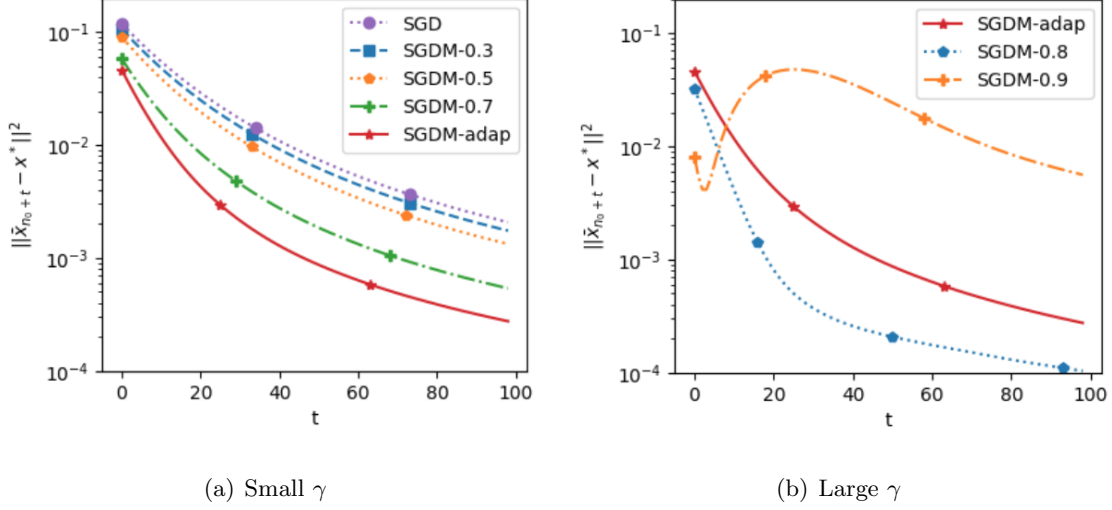 10⁻¹
10⁻²
10⁻³
10⁻⁴
||x̄_{n₀+t} − x*||²
SGD
SGDM-0.3
SGDM-0.5
SGDM-0.7
SGDM-adap
0 20 40 60 80 100
t
(a) Small γ
10⁻¹
10⁻²
10⁻³
10⁻⁴
||x̄_{n₀+t} − x*||²
SGDM-adap
SGDM-0.8
SGDM-0.9
0 20 40 60 80 100
t
(b) Large γ